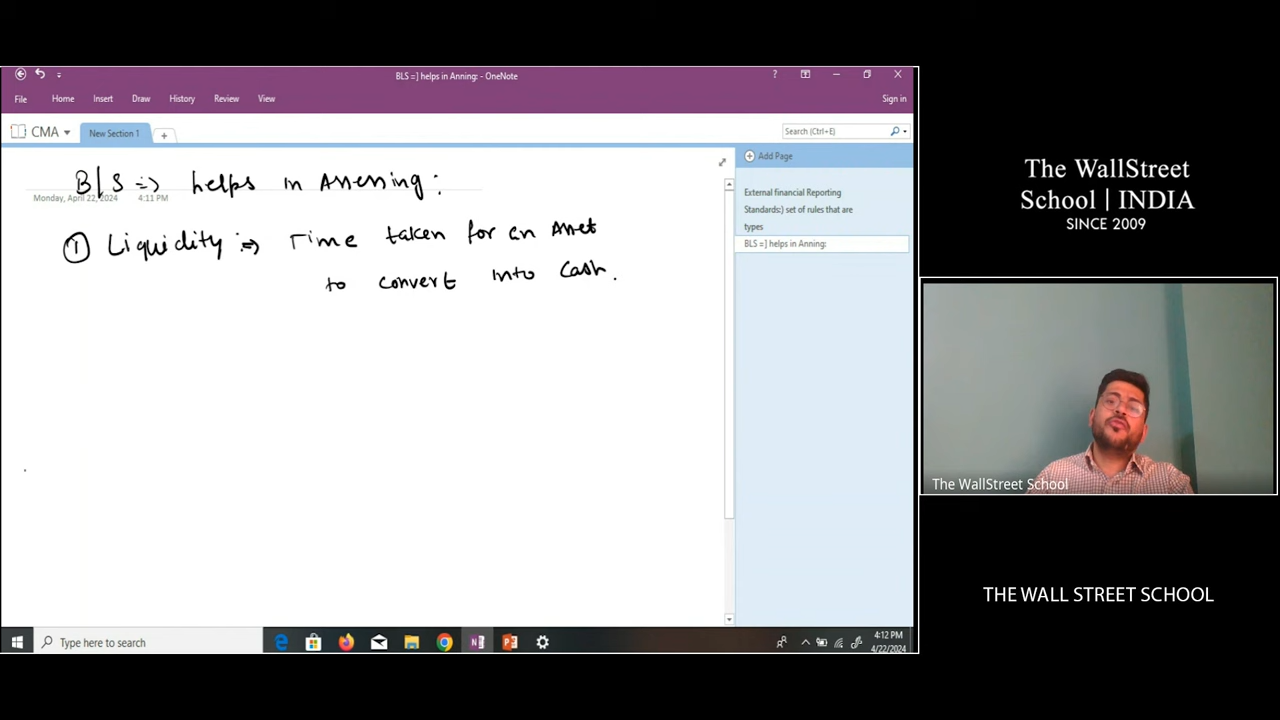 BLS =] helps in Anning: - OneNote
File Home Insert Draw History Review View
Sign in
CMA New Section 1
Search (Ctrl+E)
B/S => helps in Assessing:
Monday, April 22, 2024 4:11 PM
① Liquidity => Time taken for an Asset
to convert into Cash.
Add Page
External financial Reporting
Standards:) set of rules that are
types
BLS =] helps in Anning:
The WallStreet
School | INDIA
SINCE 2009
The WallStreet School
THE WALL STREET SCHOOL
Type here to search
4:12 PM
4/22/2024